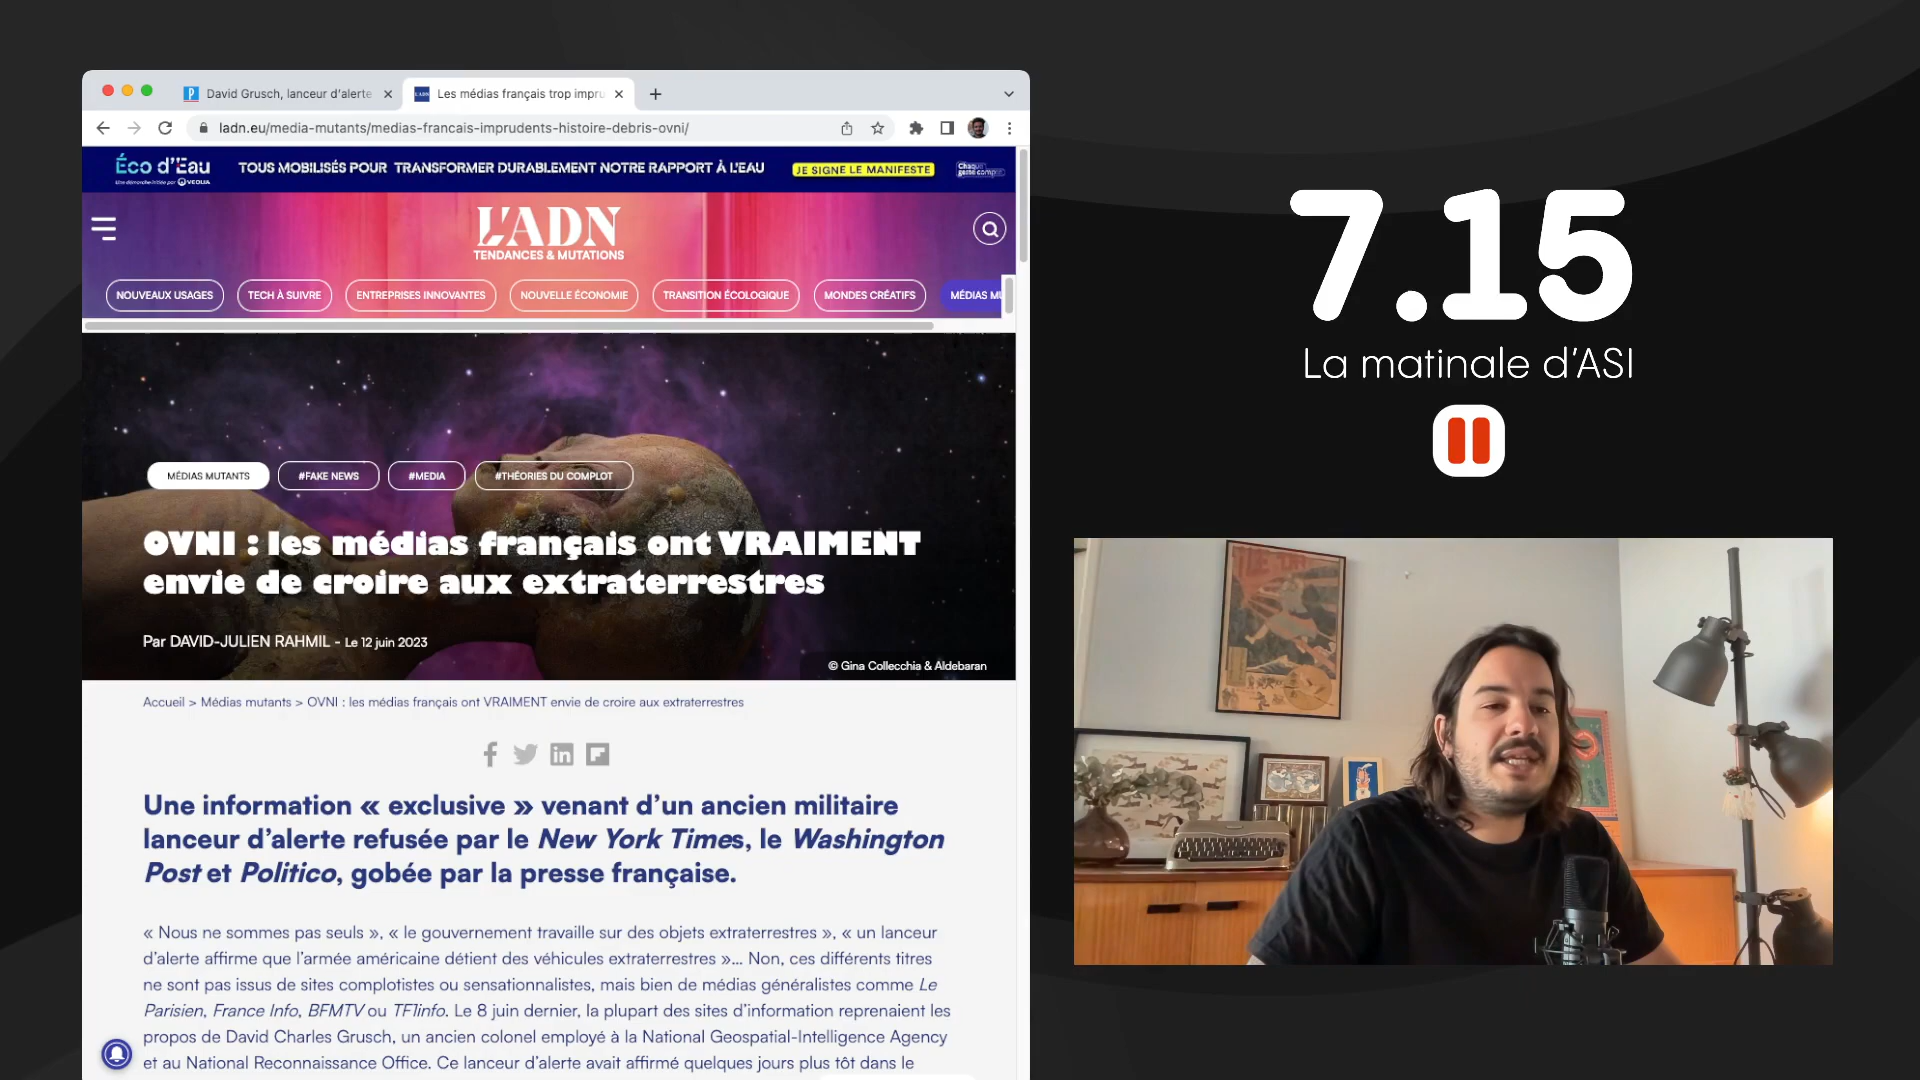 David Grusch, lanceur d'alerte
Les médias français trop impru
ladn.eu/media-mutants/medias-francais-imprudents-histoire-debris-ovni/
Éco d'Eau
TOUS MOBILISÉS POUR TRANSFORMER DURABLEMENT NOTRE RAPPORT À L'EAU
JE SIGNE LE MANIFESTE
L'ADN
TENDANCES & MUTATIONS
NOUVEAUX USAGES
TECH À SUIVRE
ENTREPRISES INNOVANTES
NOUVELLE ÉCONOMIE
TRANSITION ÉCOLOGIQUE
MONDES CRÉATIFS
MÉDIAS MU
MÉDIAS MUTANTS
#FAKE NEWS
#MEDIA
#THÉORIES DU COMPLOT
OVNI : les médias français ont VRAIMENT
envie de croire aux extraterrestres
Par DAVID-JULIEN RAHMIL - Le 12 juin 2023
© Gina Collecchia & Aldebaran
Accueil > Médias mutants > OVNI : les médias français ont VRAIMENT envie de croire aux extraterrestres
Une information « exclusive » venant d'un ancien militaire
lanceur d'alerte refusée par le New York Times, le Washington
Post et Politico, gobée par la presse française.
« Nous ne sommes pas seuls », « le gouvernement travaille sur des objets extraterrestres », « un lanceur
d'alerte affirme que l'armée américaine détient des véhicules extraterrestres »... Non, ces différents titres
ne sont pas issus de sites complotistes ou sensationnalistes, mais bien de médias généralistes comme Le
Parisien, France Info, BFMTV ou TF1info. Le 8 juin dernier, la plupart des sites d'information reprenaient les
propos de David Charles Grusch, un ancien colonel employé à la National Geospatial-Intelligence Agency
et au National Reconnaissance Office. Ce lanceur d'alerte avait affirmé quelques jours plus tôt dans le
7.15
La matinale d'ASI